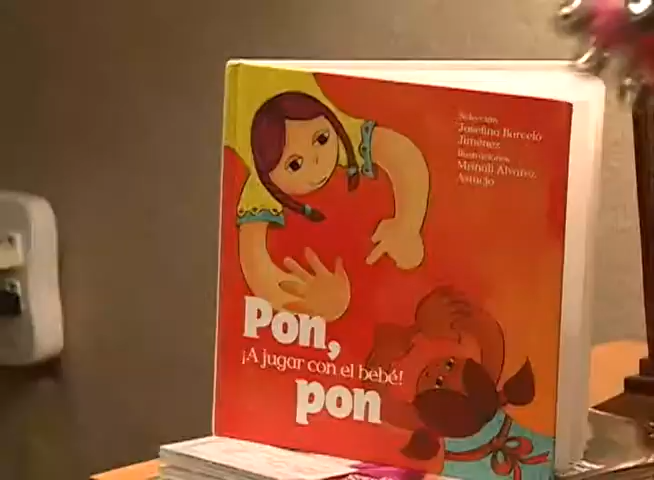 Selección
Josefina Barceló
Jiménez
Ilustraciones
Mrinali Alvarez
Astacio
Pon,
¡A jugar con el bebé!
pon